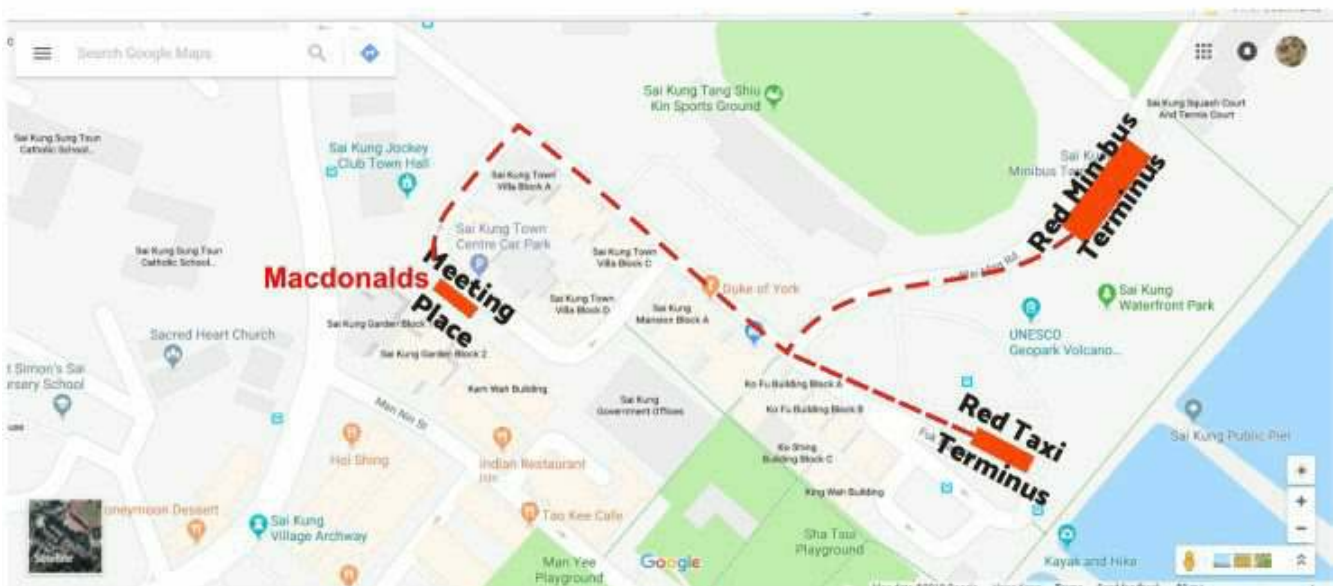 Search Google Maps
Sai Kung Tang Shiu
Kin Sports Ground
Sai Kung Squash Court
And Tennis Court
Sai Kung Sung Tsun
Catholic School...
Sai Kung Jockey
Club Town Hall
Sai Kung Town
Villa Block A
Red Minibus
Terminus
Sai Kung Town
Centre Car Park
Sai Kung Sung Tsun
Catholic School...
Macdonalds
Meeting
Place
Sai Kung Town
Villa Block C
Sai Kung Town
Villa Block D
Duke of York
Sai Kung
Mansion Block A
Sai Kung
Waterfront Park
UNESCO
Geopark Volcano...
Sacred Heart Church
Sai Kung Garden Block
Sai Kung Garden Block 2
Kam Wah Building
Sai Kung
Government Offices
Ko Fu Building Block A
Ko Fu Building Block B
Ko Shing
Building Block C
King Wah Building
Red Taxi
Terminus
Sai Kung Public Pier
t Simon's Sai
ursery School
Man Nin St
Hoi Shing
Indian Restaurant
oneymoon Dessert
Sai Kung
Village Archway
Tao Kee Cafe
Man Yee
Playground
Google
Sha Tsui
Playground
Kayak and Hike